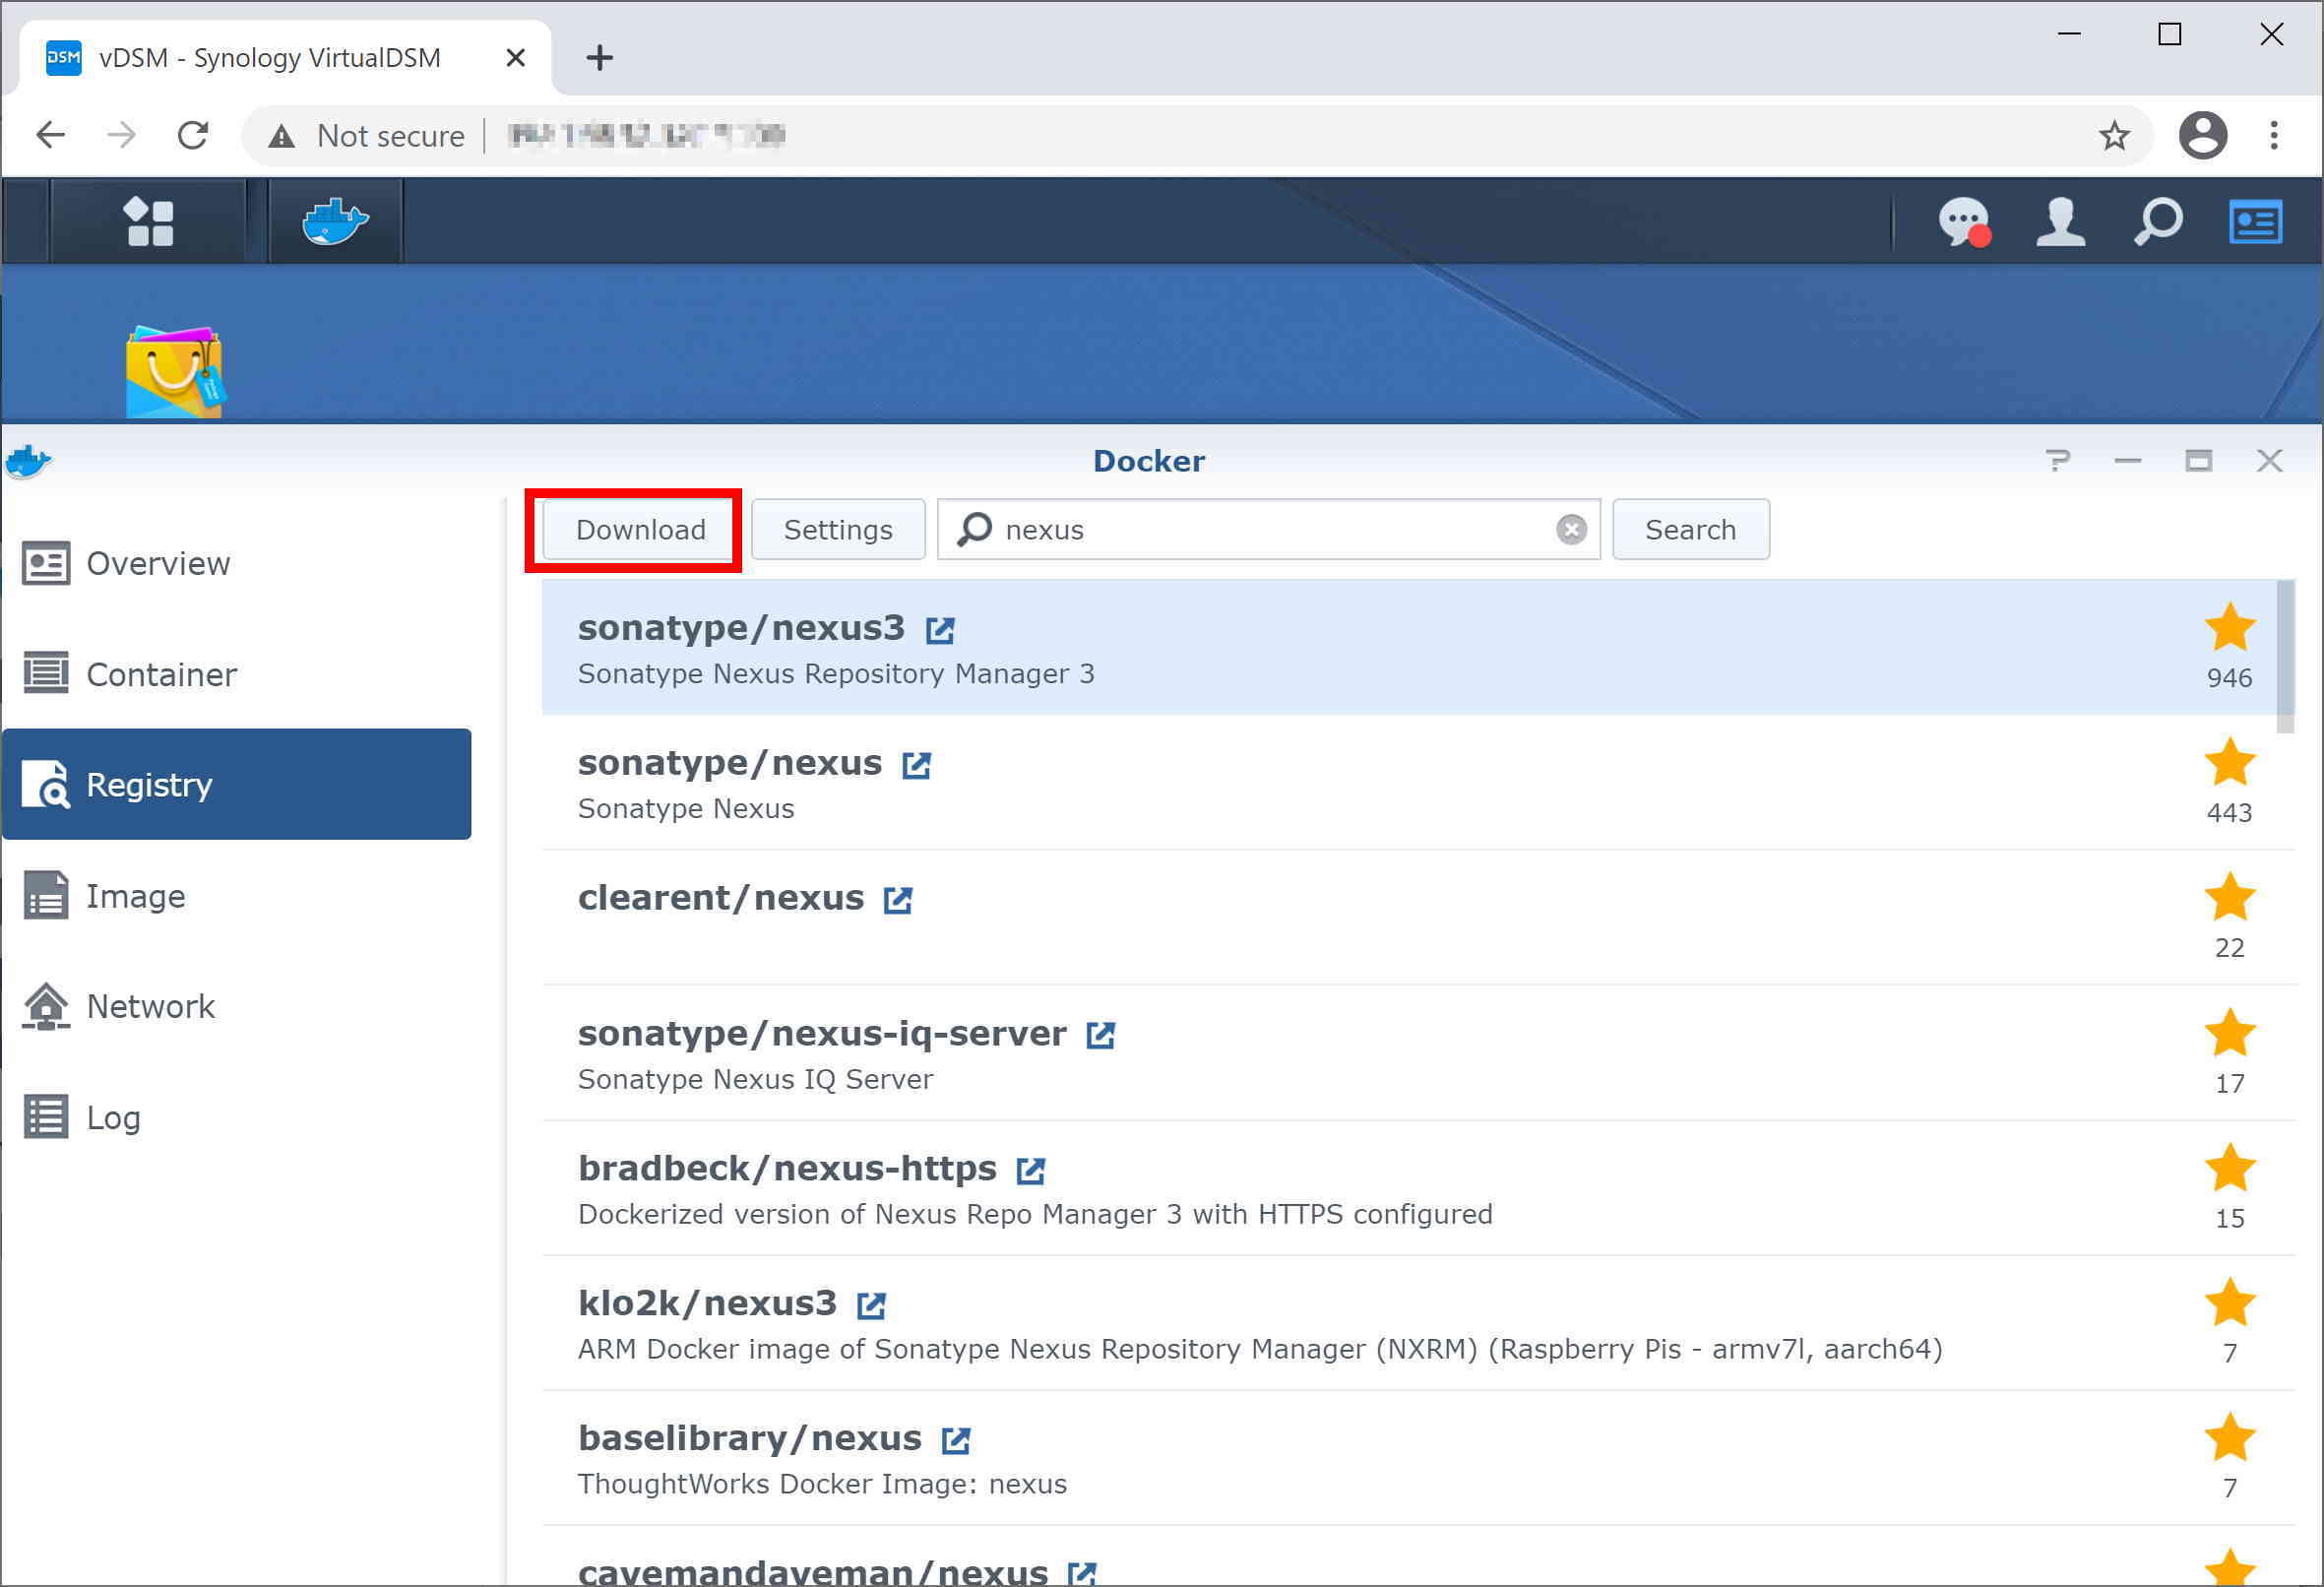 DSM vDSM - Synology VirtualDSM
Not secure
Docker
Download Settings nexus Search
Overview
Container
Registry
Image
Network
Log
sonatype/nexus3
Sonatype Nexus Repository Manager 3
946
sonatype/nexus
Sonatype Nexus
443
clearent/nexus
22
sonatype/nexus-iq-server
Sonatype Nexus IQ Server
17
bradbeck/nexus-https
Dockerized version of Nexus Repo Manager 3 with HTTPS configured
15
klo2k/nexus3
ARM Docker image of Sonatype Nexus Repository Manager (NXRM) (Raspberry Pis - armv7l, aarch64)
7
baselibrary/nexus
ThoughtWorks Docker Image: nexus
7
cavemandaveman/nexus